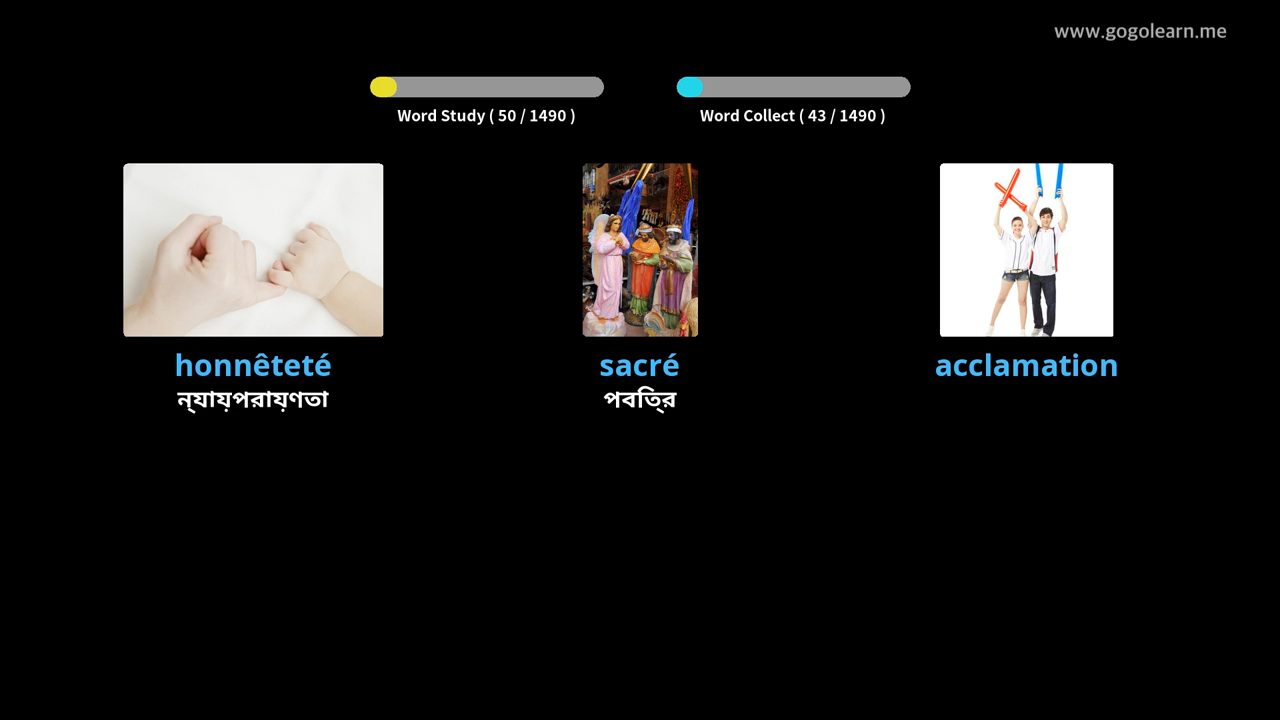 www.gogolearn.me
Word Study ( 50 / 1490 )
Word Collect ( 43 / 1490 )
honnêteté
ন্যায়পরায়ণতা
sacré
পবিত্র
acclamation